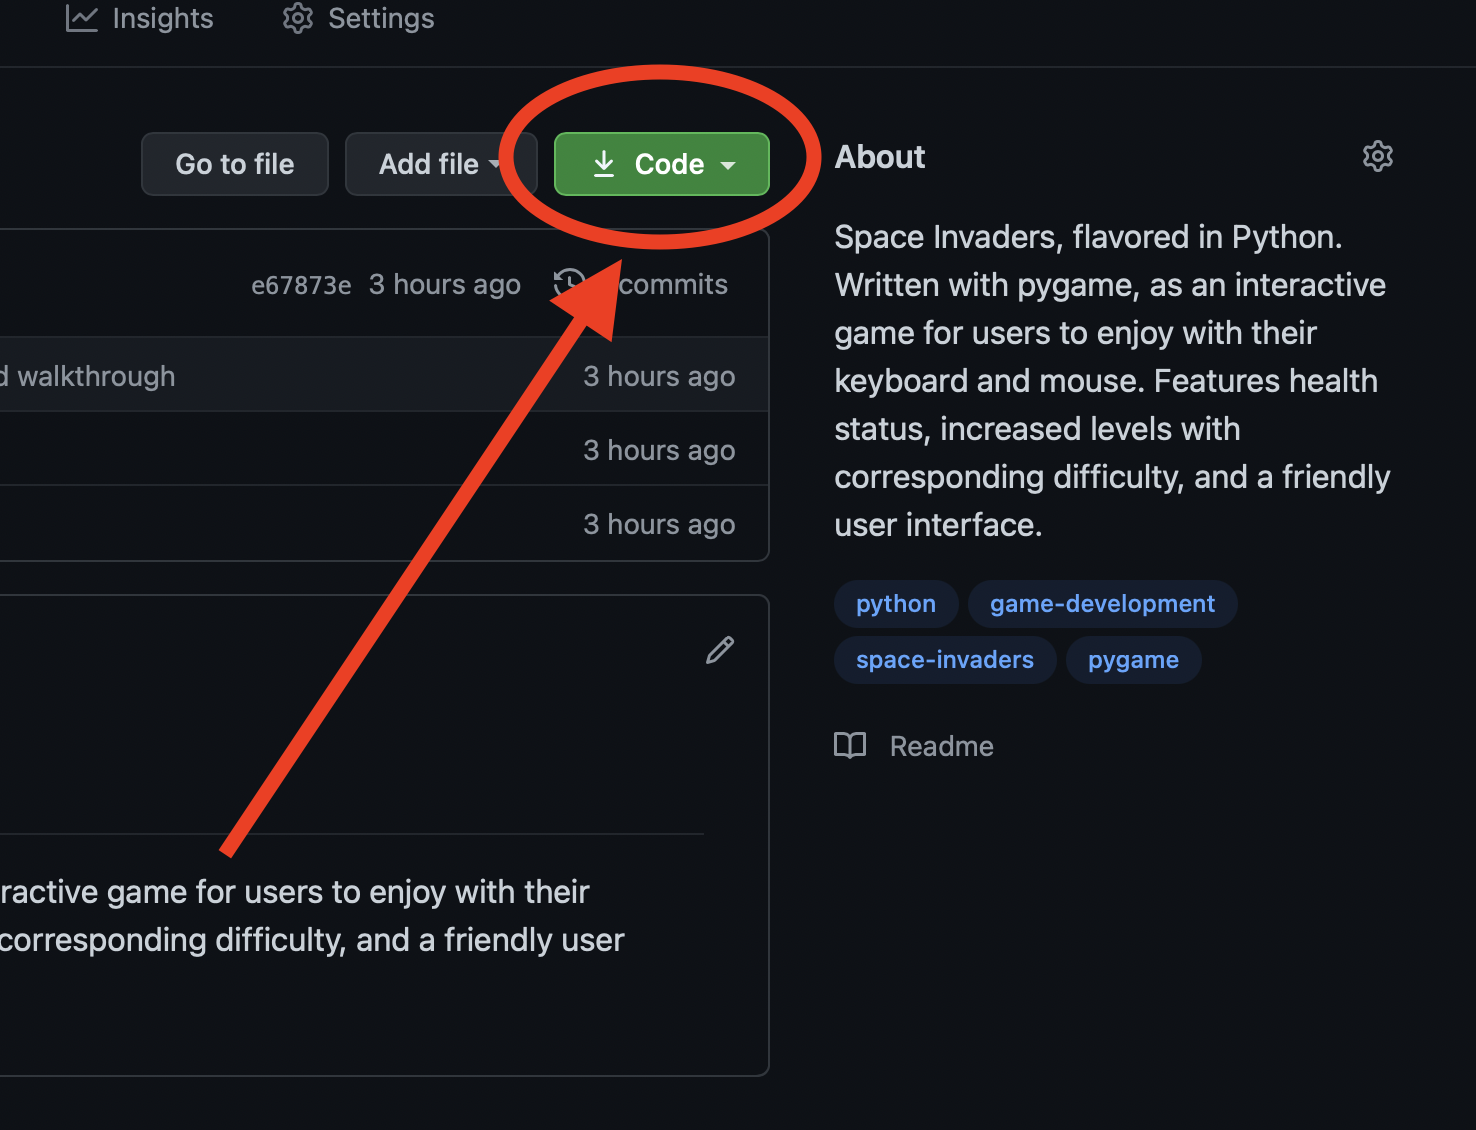 Insights
Settings
Go to file
Add file
Code
e67873e 3 hours ago
commits
walkthrough
3 hours ago
3 hours ago
3 hours ago
ractive game for users to enjoy with their
corresponding difficulty, and a friendly user
About
Space Invaders, flavored in Python.
Written with pygame, as an interactive
game for users to enjoy with their
keyboard and mouse. Features health
status, increased levels with
corresponding difficulty, and a friendly
user interface.
python
game-development
space-invaders
pygame
Readme